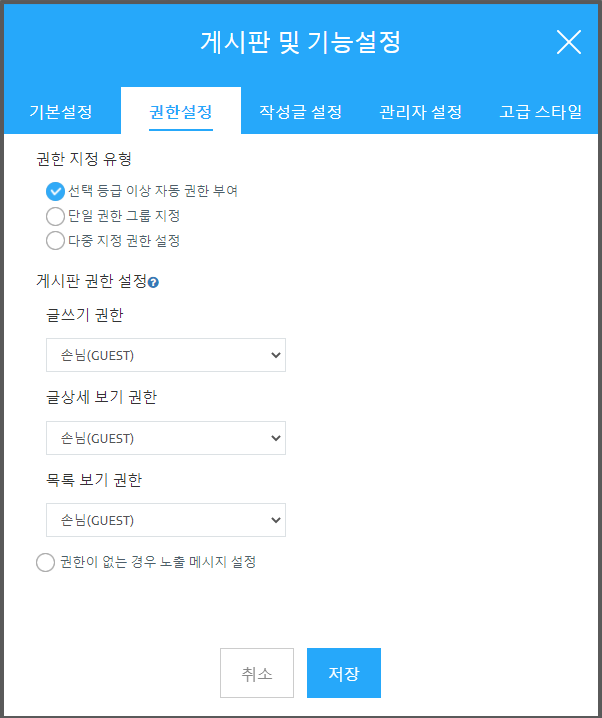 게시판 및 기능설정
기본설정 권한설정 작성글 설정 관리자 설정 고급 스타일
권한 지정 유형
선택 등급 이상 자동 권한 부여
단일 권한 그룹 지정
다중 지정 권한 설정
게시판 권한 설정?
글쓰기 권한
손님(GUEST)
글상세 보기 권한
손님(GUEST)
목록 보기 권한
손님(GUEST)
권한이 없는 경우 노출 메시지 설정
취소 저장